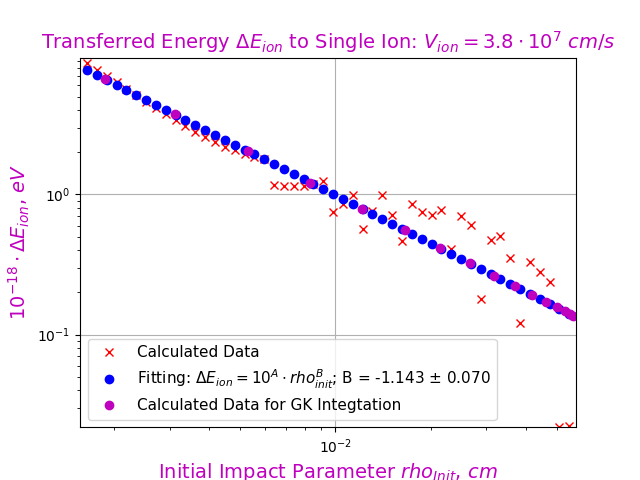 Transferred Energy ΔE_ion to Single Ion: V_ion = 3.8 · 10^7 cm/s
10^-18 · ΔE_ion, eV
10^0
10^-1
Calculated Data
Fitting: ΔE_ion = 10^A · rho_init^B; B = -1.143 ± 0.070
Calculated Data for GK Integtation
10^-2
Initial Impact Parameter rho_Init, cm